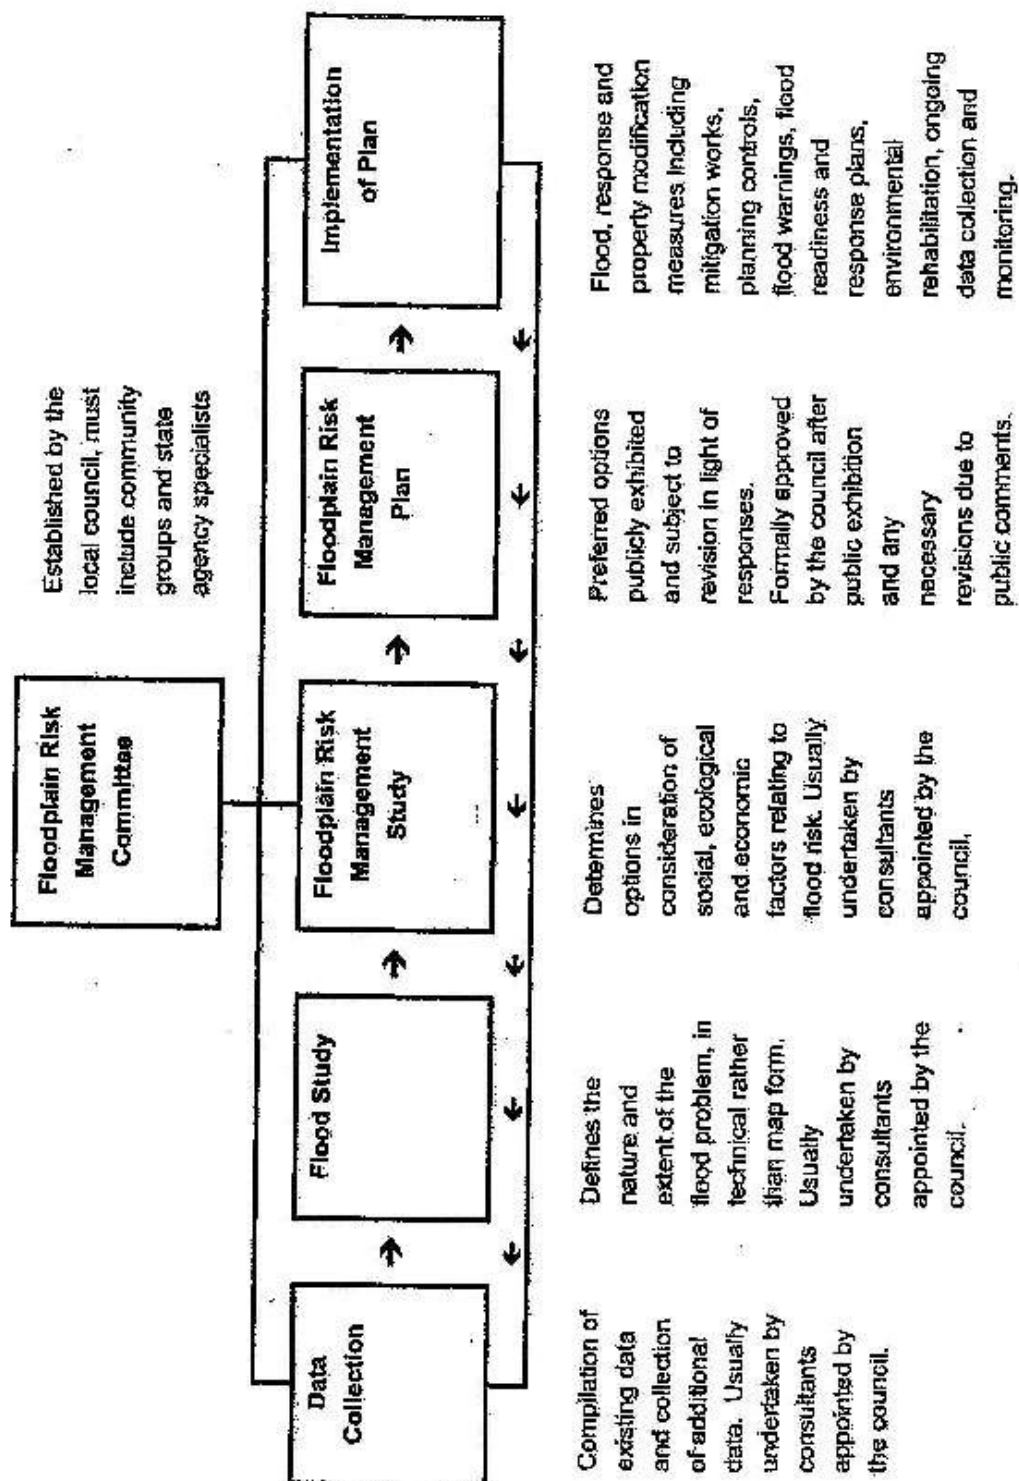 Floodplain Risk
Management
Committee
Established by the
local council, must
include community
groups and state
agency specialists
Data
Collection
Flood Study
Floodplain Risk
Management
Study
Floodplain Risk
Management
Plan
Implementation
of Plan
Compilation of
existing data
and collection
of additional
data. Usually
undertaken by
consultants
appointed by
the council.
Defines the
nature and
extent of the
flood problem, in
technical rather
than map form.
Usually
undertaken by
consultants
appointed by the
council.
Determines
options in
consideration of
social, ecological
and economic
factors relating to
flood risk. Usually
undertaken by
consultants
appointed by the
council.
Preferred options
publicly exhibited
and subject to
revision in light of
responses.
Formally approved
by the council after
public exhibition
and any
necessary
revisions due to
public comments.
Flood, response and
property modification
measures including
mitigation works,
planning controls,
flood warnings, flood
readiness and
response plans,
environmental
rehabilitation, ongoing
data collection and
monitoring.